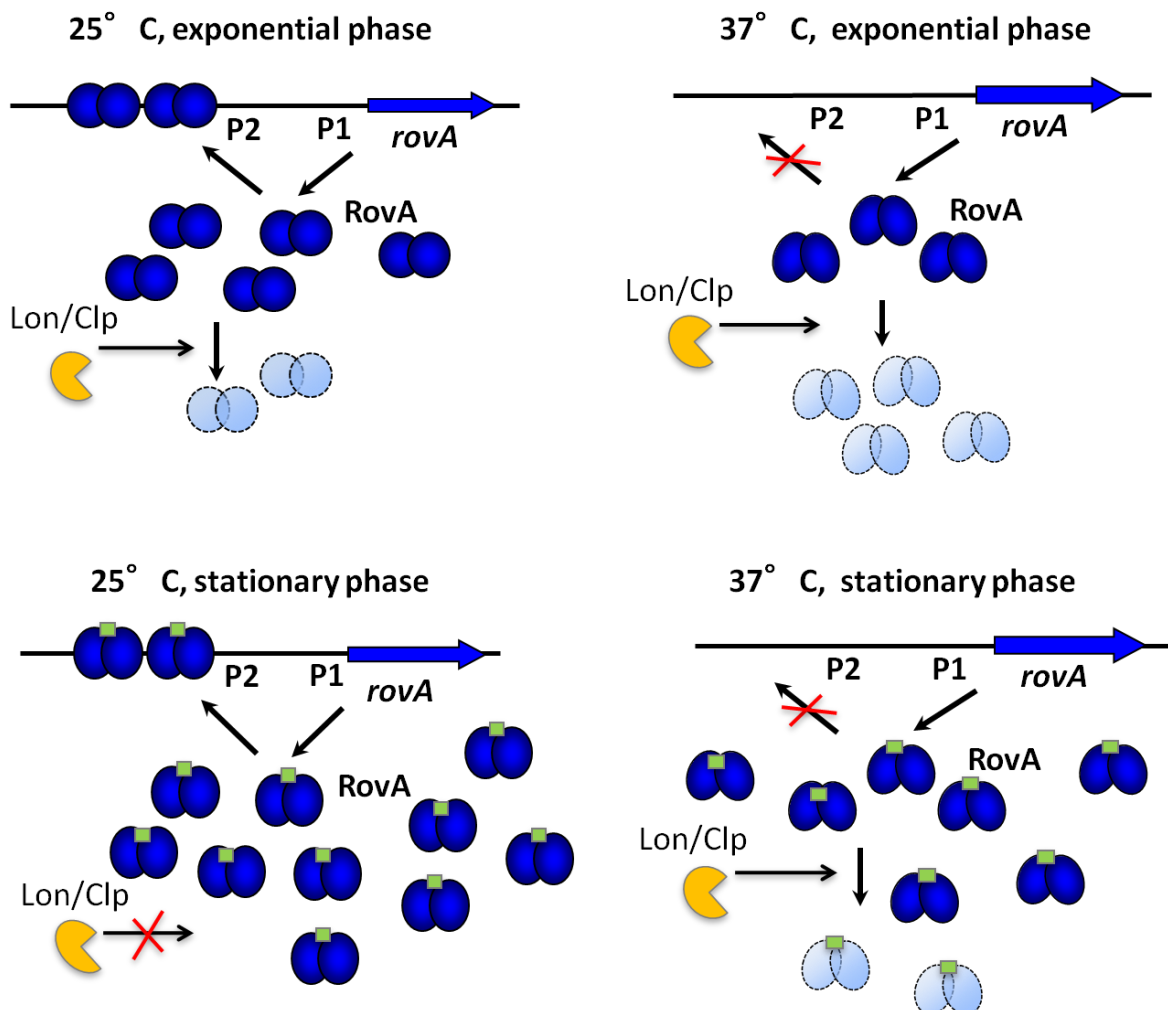 25° C, exponential phase
P2
P1
rovA
RovA
Lon/Clp
37° C, exponential phase
P2
P1
rovA
RovA
Lon/Clp
25° C, stationary phase
P2
P1
rovA
RovA
Lon/Clp
37° C, stationary phase
P2
P1
rovA
RovA
Lon/Clp